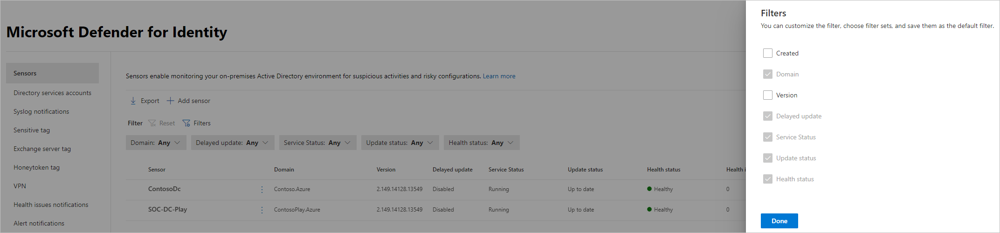 Microsoft Defender for Identity
Sensors
Directory services accounts
Syslog notifications
Sensitive tag
Exchange server tag
Honeytoken tag
VPN
Health issues notifications
Alert notifications
Sensors enable monitoring your on-premises Active Directory environment for suspicious activities and risky configurations. Learn more
Export Add sensor
Filter Reset Filters
Domain: Any Delayed update: Any Service Status: Any Update status: Any Health status: Any
Sensor Domain Version Delayed update Service Status Update status Health status Health i
ContosoDc Contoso.Azure 2.149.14128.13549 Disabled Running Up to date Healthy 0
SOC-DC-Play ContosoPlay.Azure 2.149.14128.13549 Disabled Running Up to date Healthy 0
Filters
You can customize the filter, choose filter sets, and save them as the default filter.
Created
Domain
Version
Delayed update
Service Status
Update status
Health status
Done